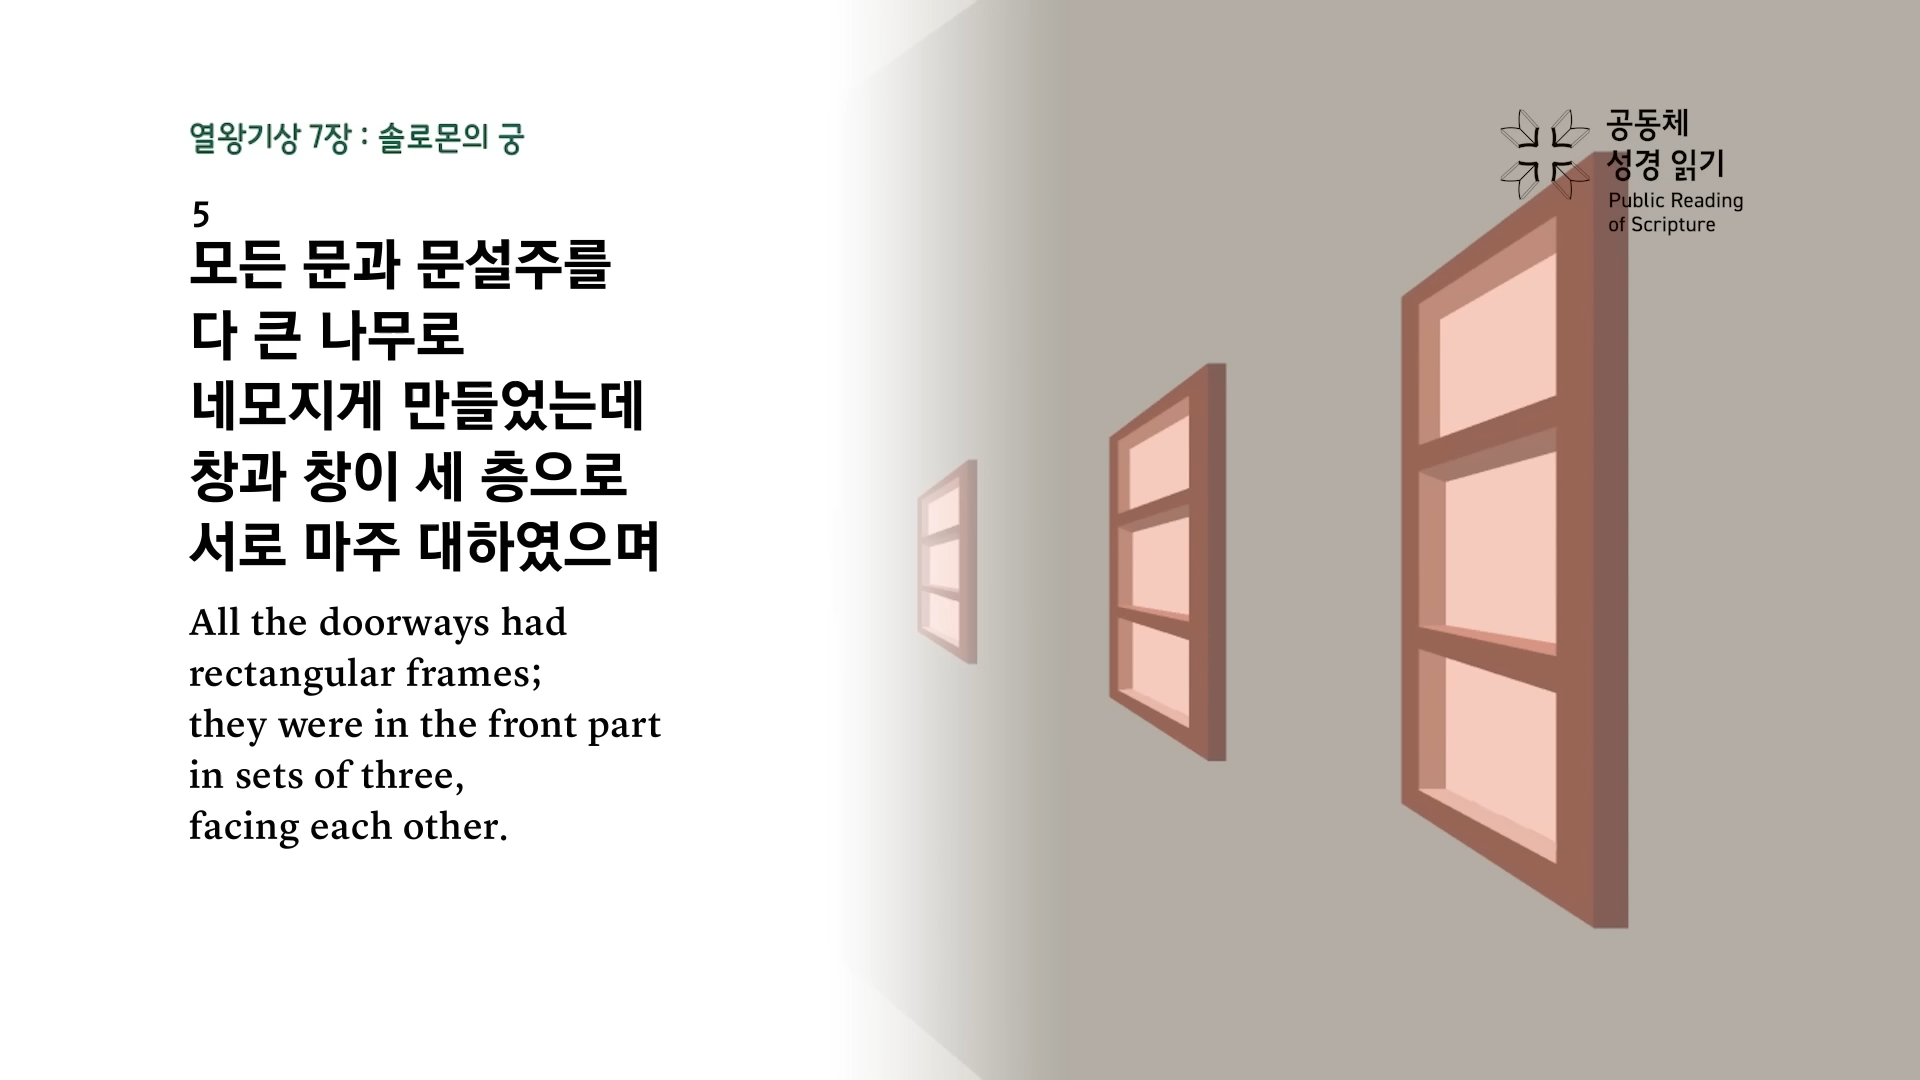 열왕기상 7장 : 솔로몬의 궁
5
모든 문과 문설주를
다 큰 나무로
네모지게 만들었는데
창과 창이 세 층으로
서로 마주 대하였으며
All the doorways had
rectangular frames;
they were in the front part
in sets of three,
facing each other.
공동체
성경 읽기
Public Reading
of Scripture